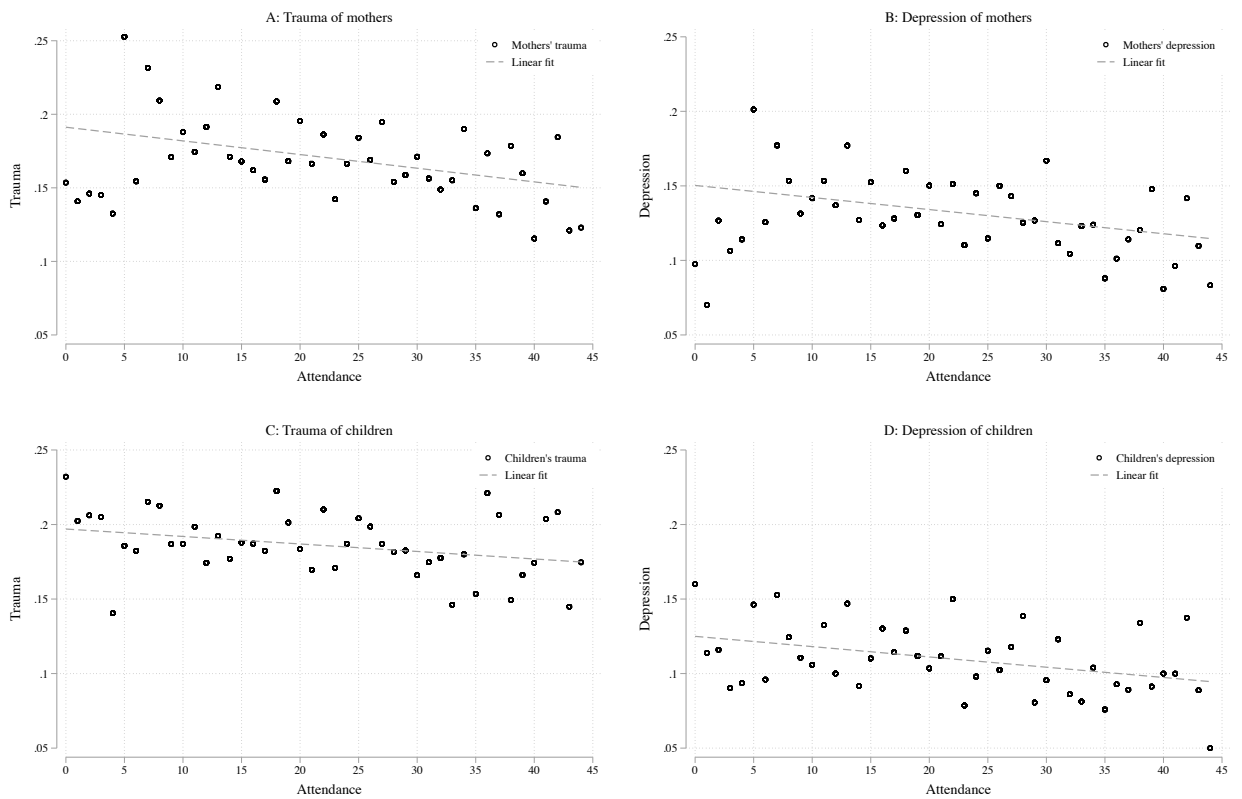 A: Trauma of mothers
Mothers' trauma
Linear fit
.25
.2
.15
.1
.05
Trauma
0 5 10 15 20 25 30 35 40 45
Attendance
B: Depression of mothers
Mothers' depression
Linear fit
.25
.2
.15
.1
.05
Depression
0 5 10 15 20 25 30 35 40 45
Attendance
C: Trauma of children
Children's trauma
Linear fit
.25
.2
.15
.1
.05
Trauma
0 5 10 15 20 25 30 35 40 45
Attendance
D: Depression of children
Children's depression
Linear fit
.25
.2
.15
.1
.05
Depression
0 5 10 15 20 25 30 35 40 45
Attendance